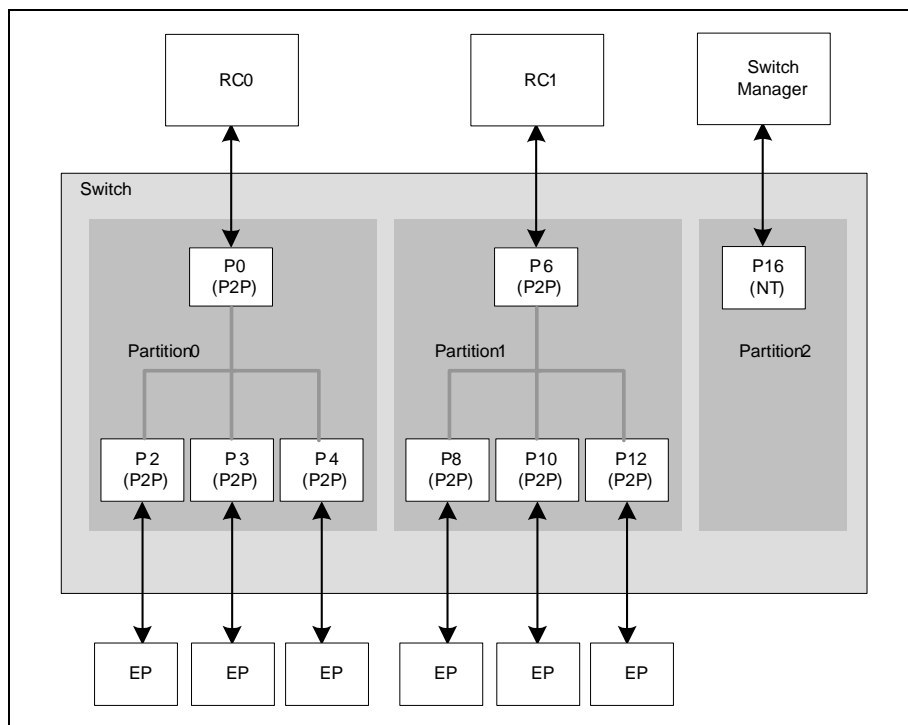 RC0
RC1
Switch
Manager
Switch
P0
(P2P)
P6
(P2P)
P16
(NT)
Partition0
Partition1
Partition2
P2
(P2P)
P3
(P2P)
P4
(P2P)
P8
(P2P)
P10
(P2P)
P12
(P2P)
EP
EP
EP
EP
EP
EP